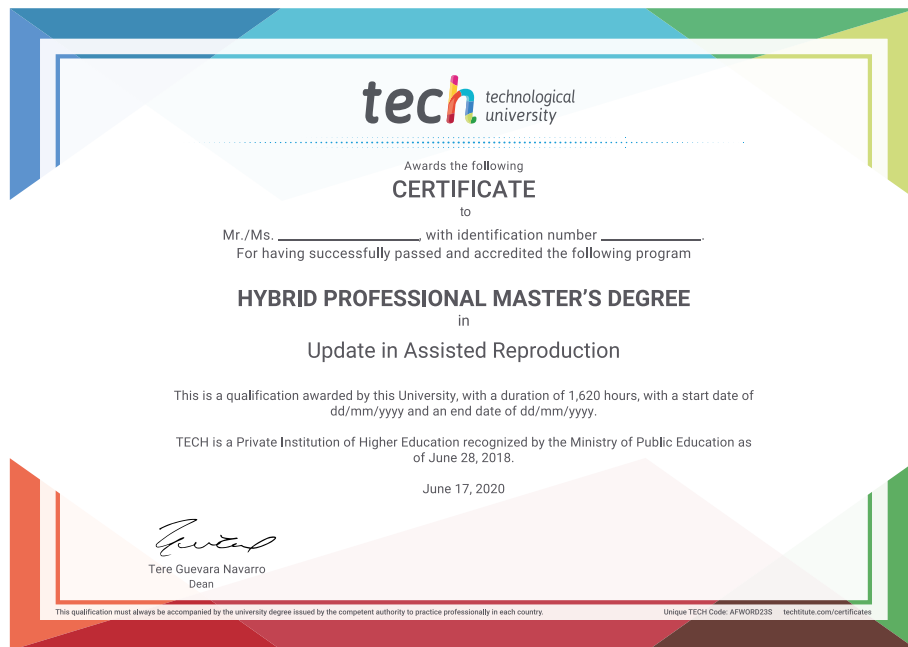 tech technological
university
Awards the following
CERTIFICATE
to
Mr./Ms. ____________________, with identification number ______________.
For having successfully passed and accredited the following program
HYBRID PROFESSIONAL MASTER'S DEGREE
in
Update in Assisted Reproduction
This is a qualification awarded by this University, with a duration of 1,620 hours, with a start date of
dd/mm/yyyy and an end date of dd/mm/yyyy.
TECH is a Private Institution of Higher Education recognized by the Ministry of Public Education as
of June 28, 2018.
June 17, 2020
Tere Guevara Navarro
Dean
This qualification must always be accompanied by the university degree issued by the competent authority to practice professionally in each country.
Unique TECH Code: AFWORD23S techtitute.com/certificates